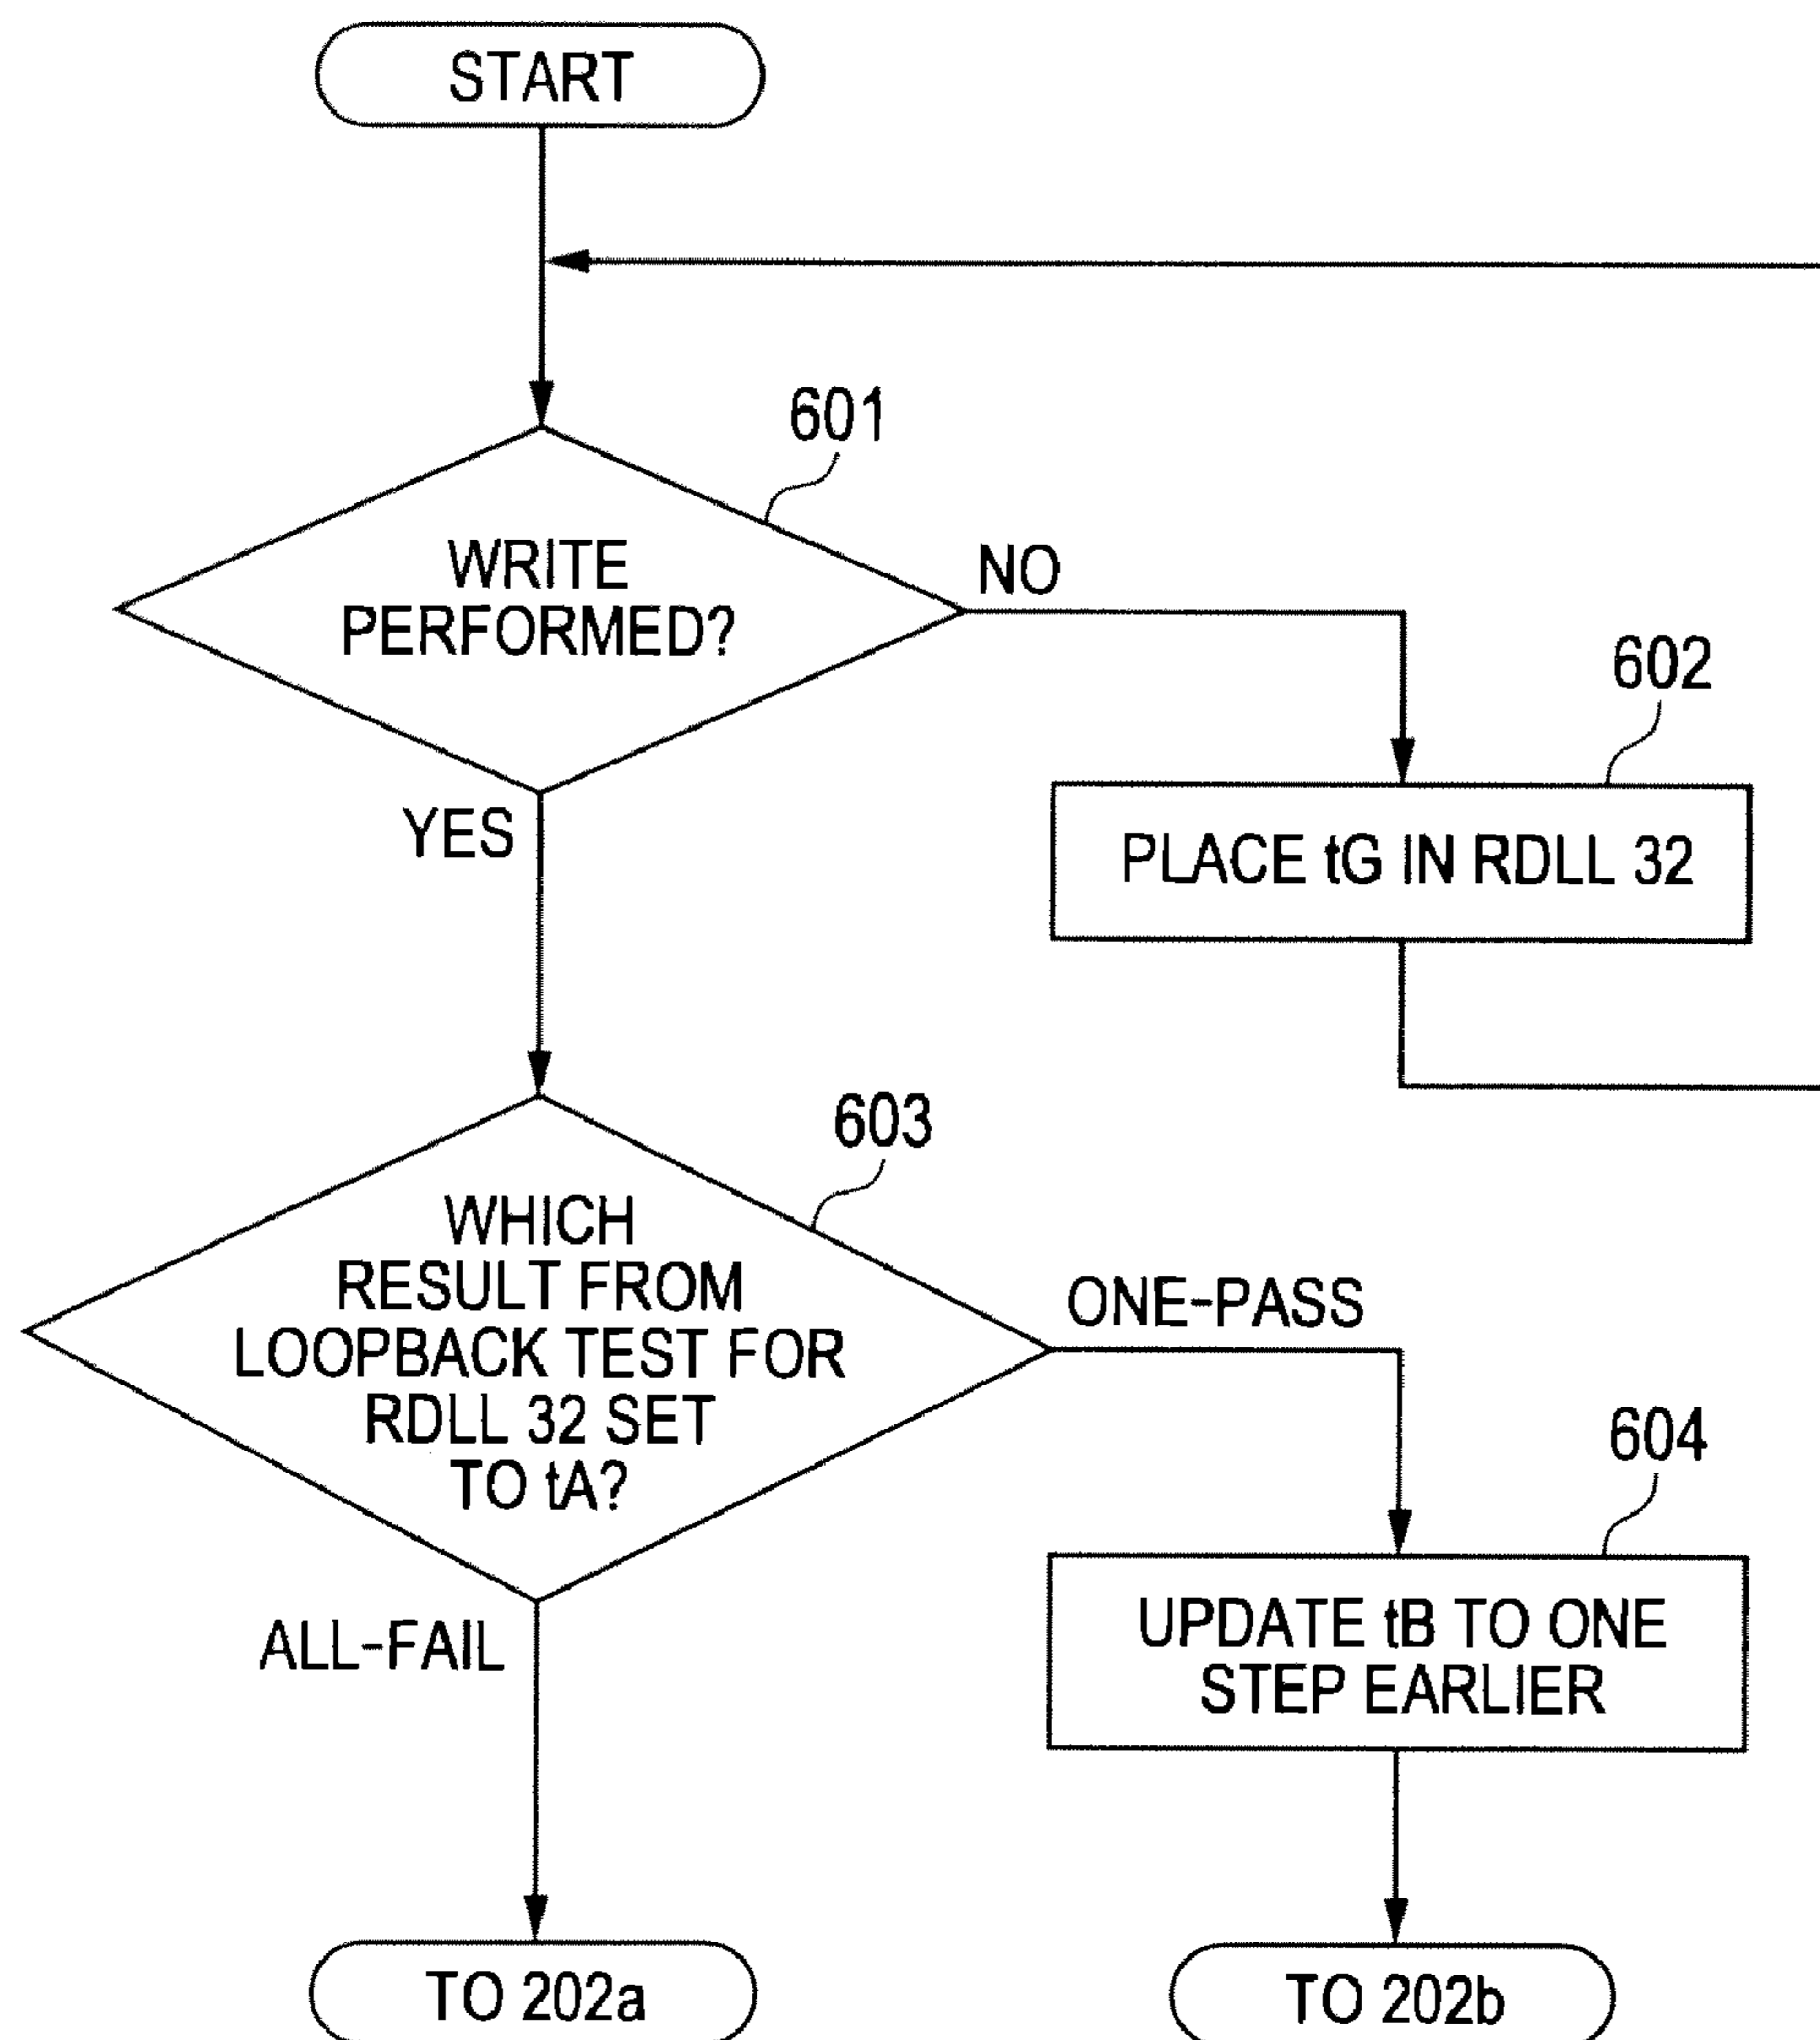 START
601
WRITE
PERFORMED?
NO
602
PLACE tG IN RDLL 32
YES
603
WHICH
RESULT FROM
LOOPBACK TEST FOR
RDLL 32 SET
TO tA?
ONE-PASS
604
UPDATE tB TO ONE
STEP EARLIER
ALL-FAIL
TO 202a
TO 202b